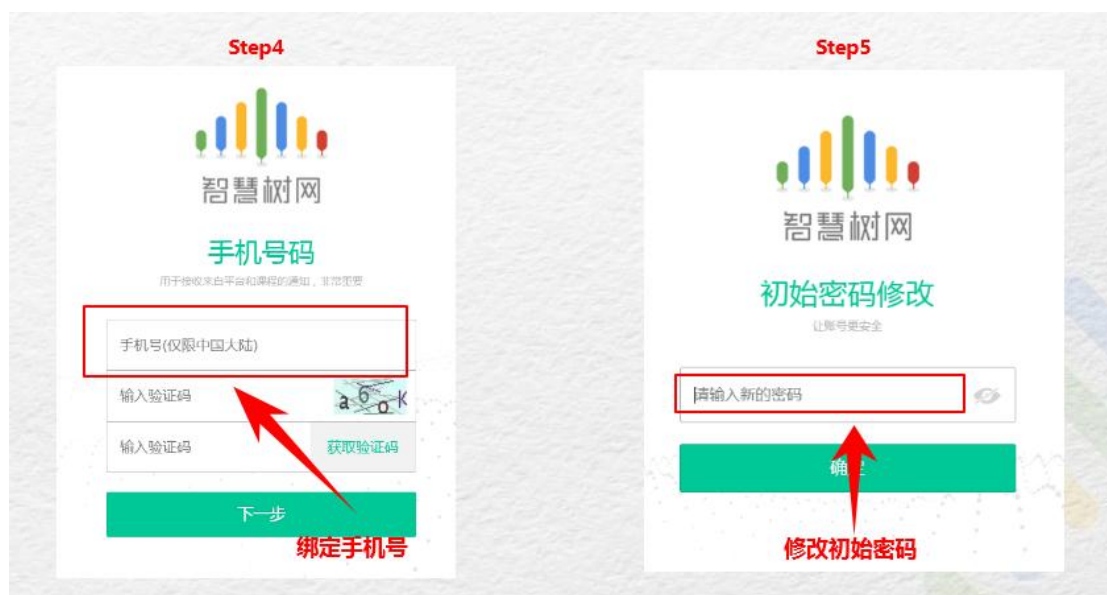 Step4
智慧树网
手机号码
用于接收来自平台和课程的通知，非常重要
手机号(仅限中国大陆)
输入验证码
a6oK
输入验证码
获取验证码
下一步
绑定手机号
Step5
智慧树网
初始密码修改
让账号更安全
请输入新的密码
确定
修改初始密码